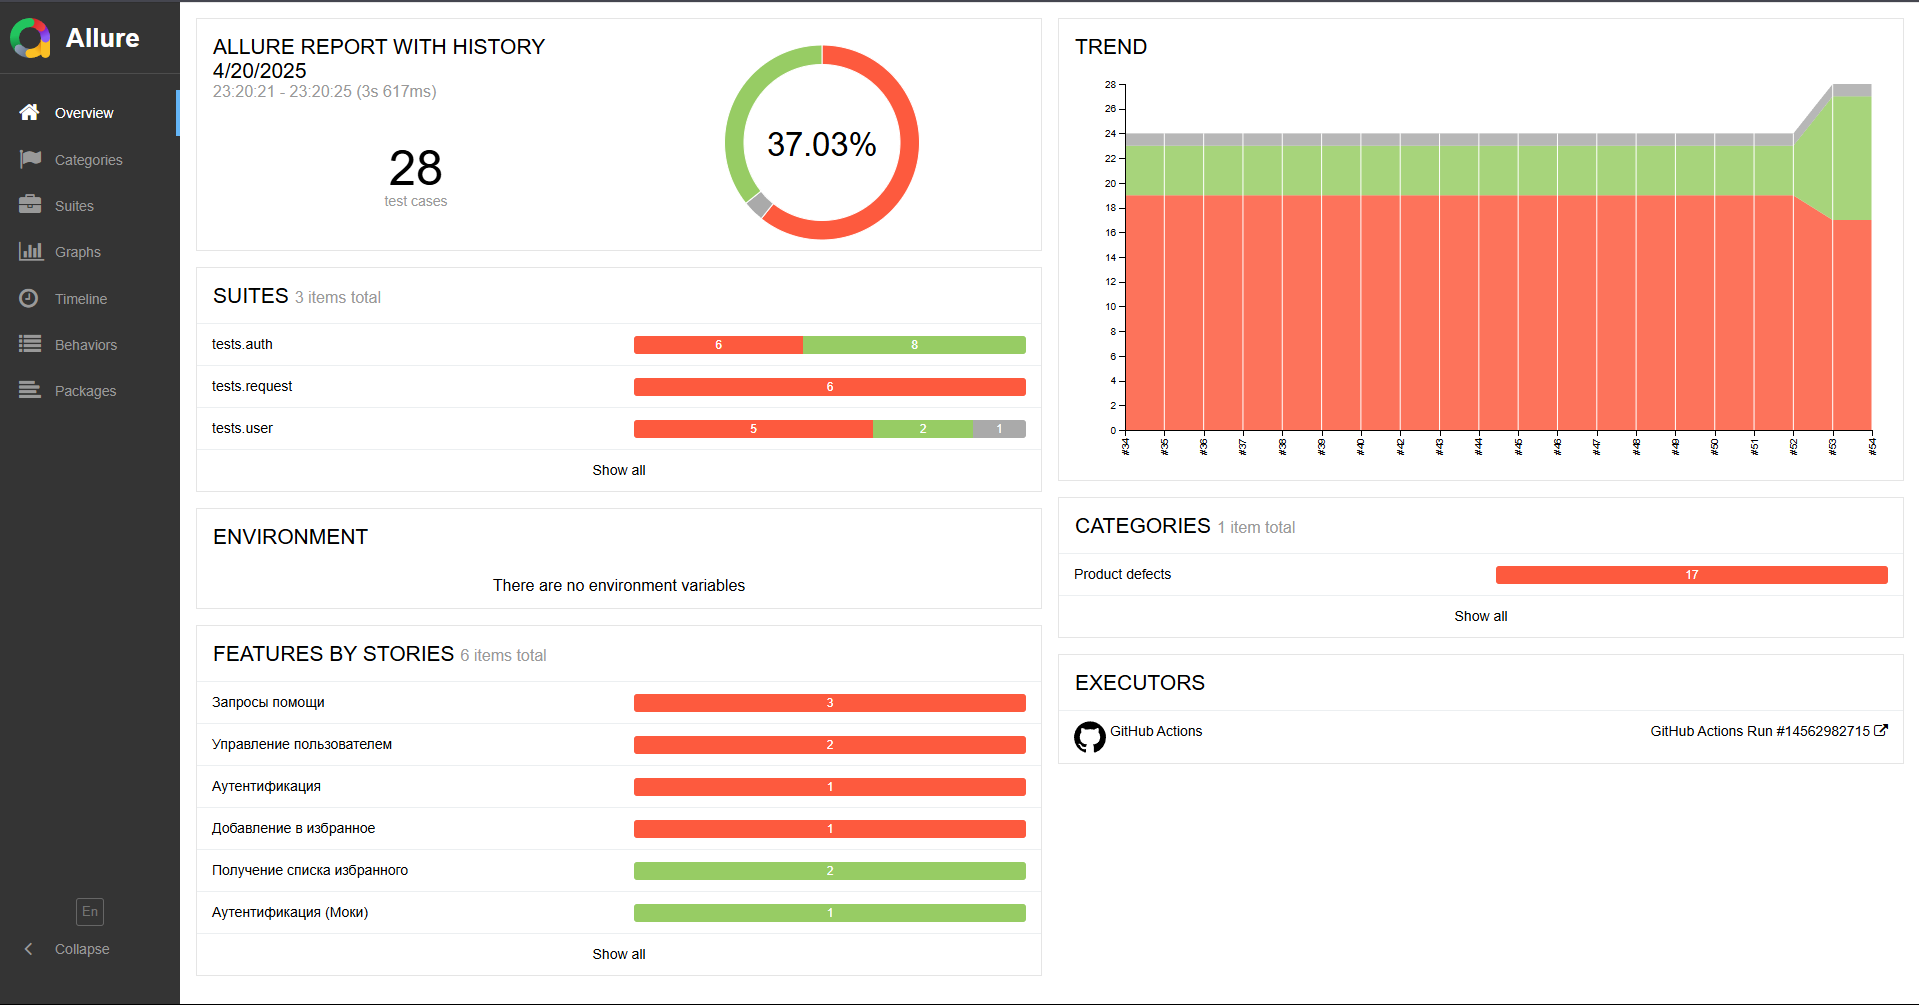 Allure
Overview
Categories
Suites
Graphs
Timeline
Behaviors
Packages
En
Collapse
ALLURE REPORT WITH HISTORY
4/20/2025
23:20:21 - 23:20:25 (3s 617ms)
28
test cases
37.03%
SUITES 3 items total
tests.auth 6 8
tests.request 6
tests.user 5 2 1
Show all
ENVIRONMENT
There are no environment variables
FEATURES BY STORIES 6 items total
Запросы помощи 3
Управление пользователем 2
Аутентификация 1
Добавление в избранное 1
Получение списка избранного 2
Аутентификация (Моки) 1
Show all
TREND
28
26
24
22
20
18
16
14
12
10
8
6
4
2
0
#34 #35 #36 #37 #38 #39 #40 #42 #43 #44 #45 #46 #47 #48 #49 #50 #51 #52 #53 #54
CATEGORIES 1 item total
Product defects 17
Show all
EXECUTORS
GitHub Actions GitHub Actions Run #14562982715